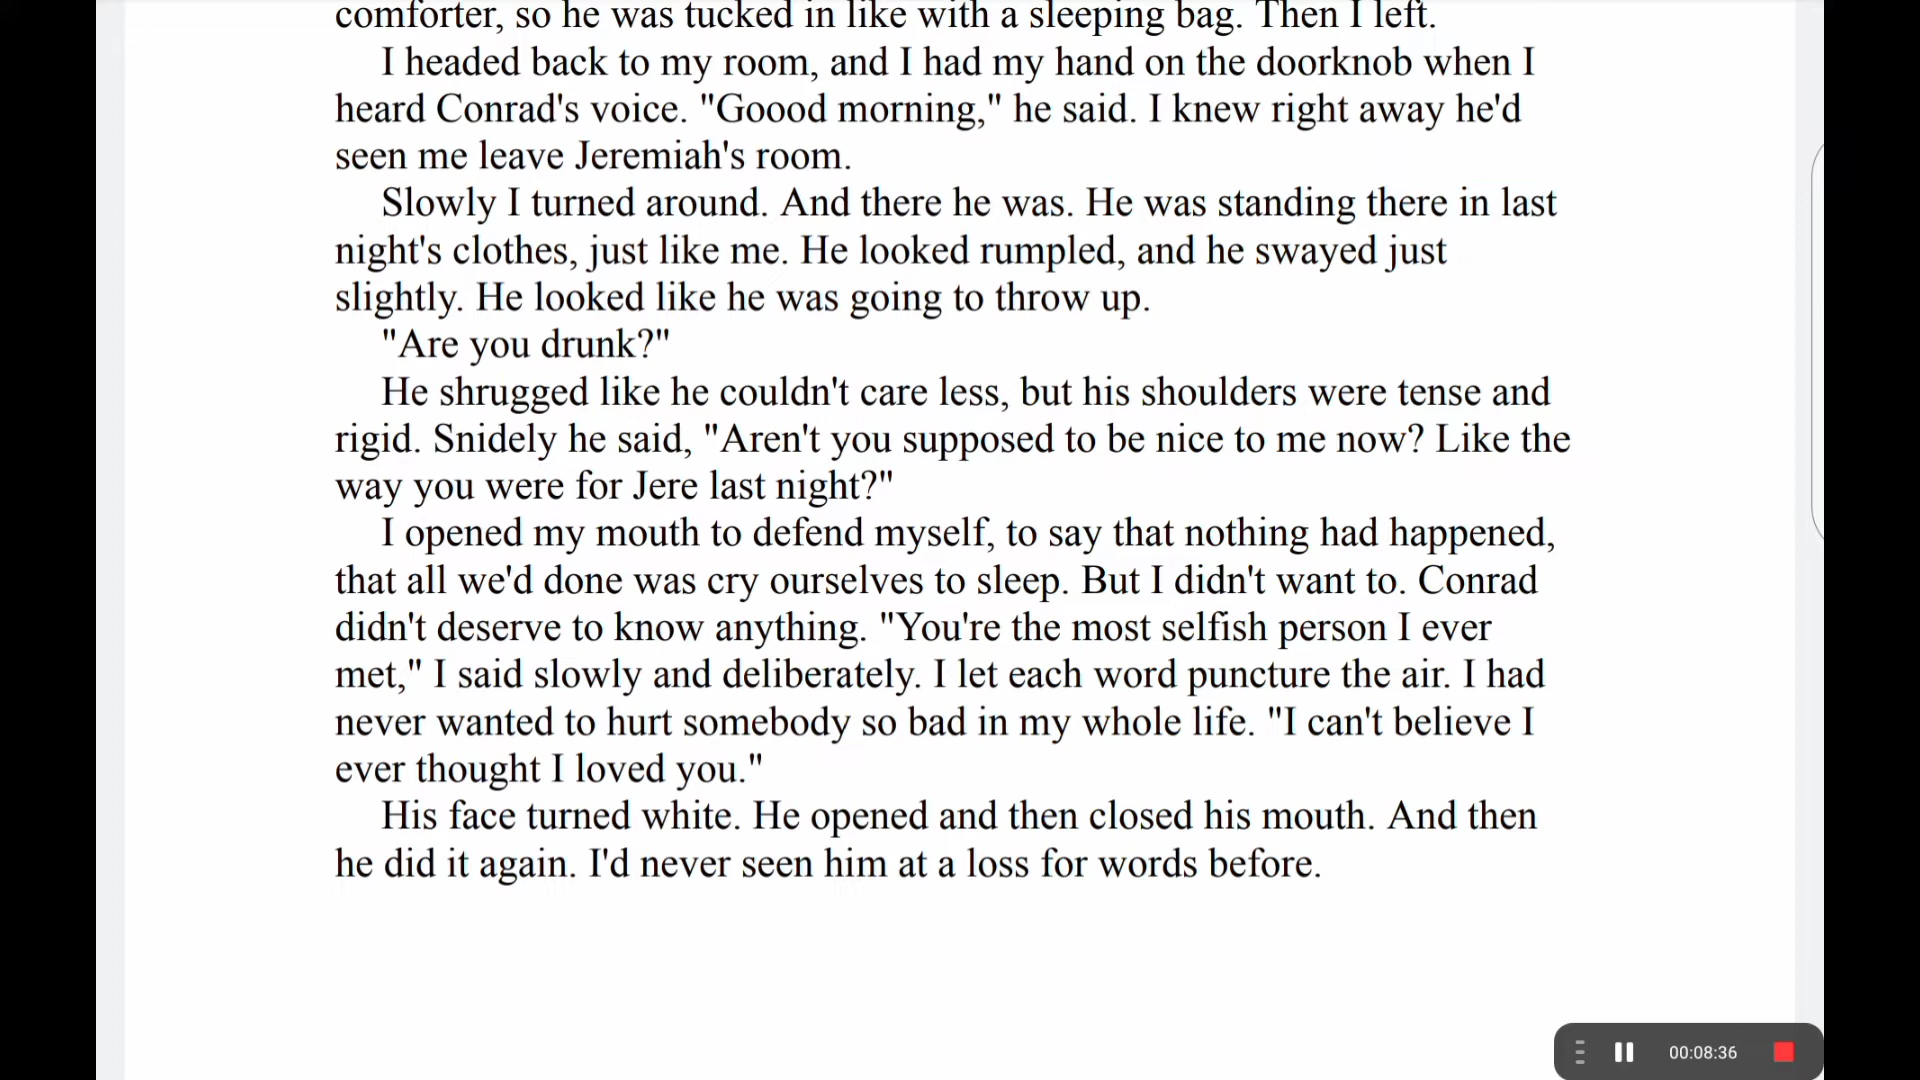 comforter, so he was tucked in like with a sleeping bag. Then I left.
I headed back to my room, and I had my hand on the doorknob when I
heard Conrad's voice. "Goood morning," he said. I knew right away he'd
seen me leave Jeremiah's room.
Slowly I turned around. And there he was. He was standing there in last
night's clothes, just like me. He looked rumpled, and he swayed just
slightly. He looked like he was going to throw up.
"Are you drunk?"
He shrugged like he couldn't care less, but his shoulders were tense and
rigid. Snidely he said, "Aren't you supposed to be nice to me now? Like the
way you were for Jere last night?"
I opened my mouth to defend myself, to say that nothing had happened,
that all we'd done was cry ourselves to sleep. But I didn't want to. Conrad
didn't deserve to know anything. "You're the most selfish person I ever
met," I said slowly and deliberately. I let each word puncture the air. I had
never wanted to hurt somebody so bad in my whole life. "I can't believe I
ever thought I loved you."
His face turned white. He opened and then closed his mouth. And then
he did it again. I'd never seen him at a loss for words before.
00:08:36